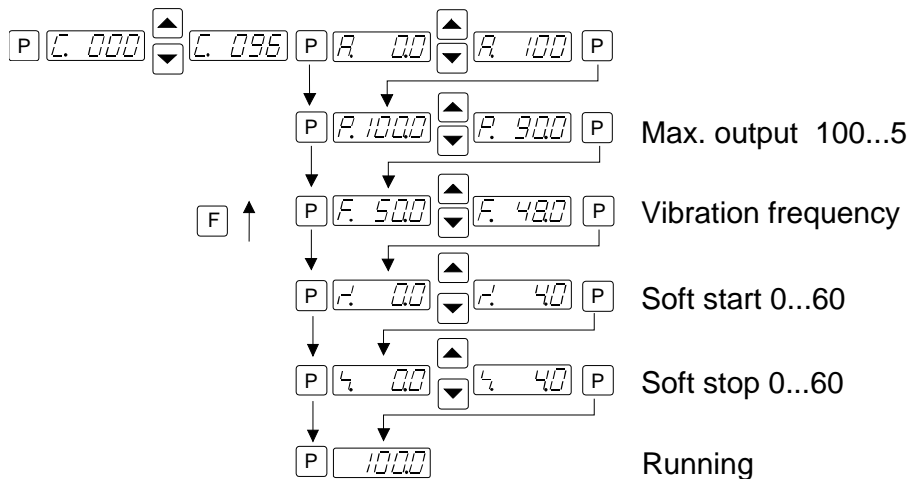 P C. 000 C. 096 P A. 0.0 A. 100 P
P P. 100.0 P. 90.0 P Max. output 100...5
F P F. 50.0 F. 48.0 P Vibration frequency
P 0.0 4.0 P Soft start 0...60
P 0.0 4.0 P Soft stop 0...60
P 100.0 Running